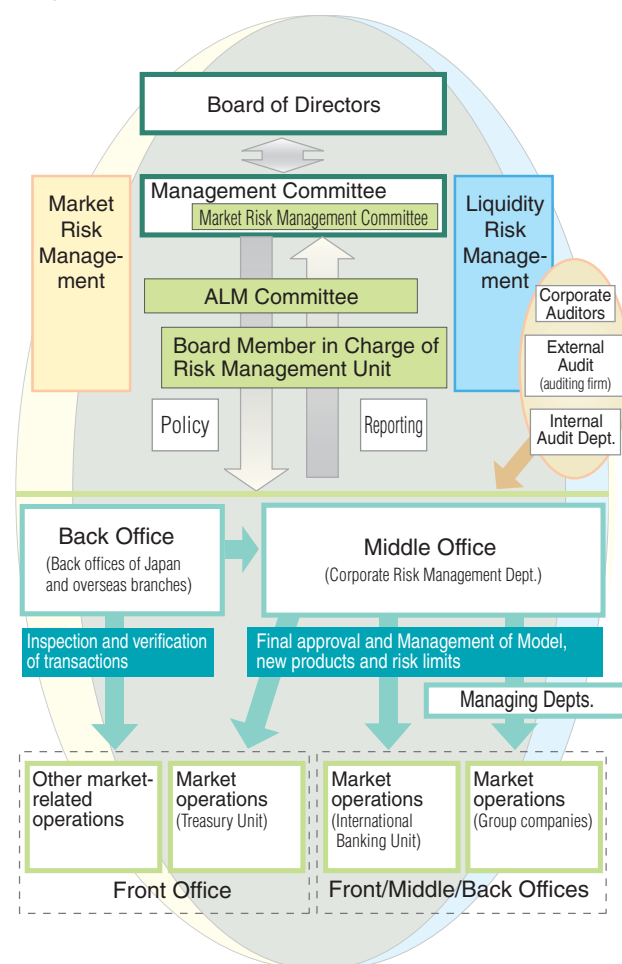 Board of Directors
Management Committee
Market Risk Management Committee
Market
Risk
Manage-
ment
Liquidity
Risk
Manage-
ment
ALM Committee
Board Member in Charge of
Risk Management Unit
Corporate
Auditors
External
Audit
(auditing firm)
Internal
Audit Dept.
Policy
Reporting
Back Office
(Back offices of Japan
and overseas branches)
Middle Office
(Corporate Risk Management Dept.)
Inspection and verification
of transactions
Final approval and Management of Model,
new products and risk limits
Managing Depts.
Other market-
related
operations
Market
operations
(Treasury Unit)
Market
operations
(International
Banking Unit)
Market
operations
(Group companies)
Front Office
Front/Middle/Back Offices